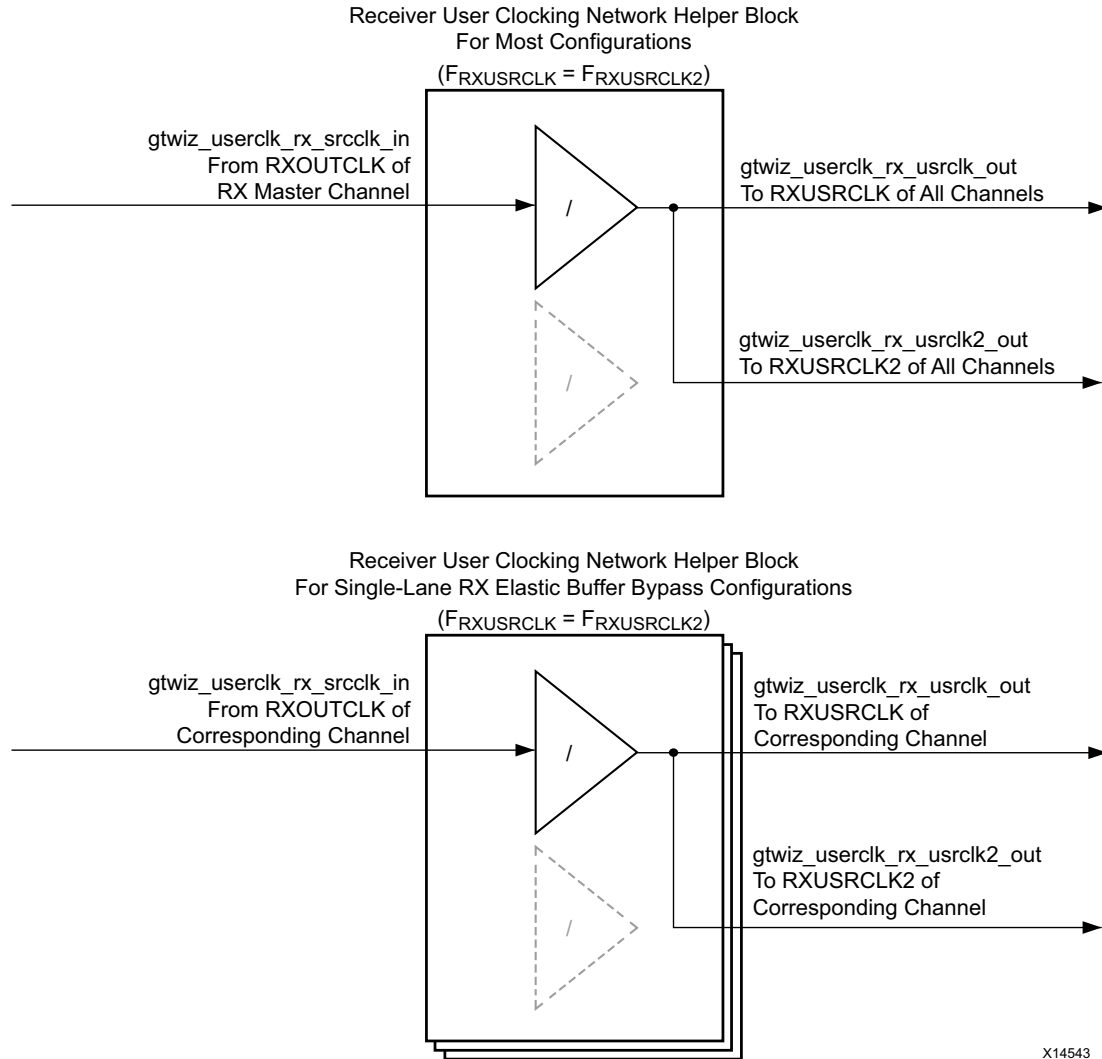 Receiver User Clocking Network Helper Block
For Most Configurations
(FRXUSRCLK = FRXUSRCLK2)
gtwiz_userclk_rx_srcclk_in
From RXOUTCLK of
RX Master Channel
/
gtwiz_userclk_rx_usrclk_out
To RXUSRCLK of All Channels
/
gtwiz_userclk_rx_usrclk2_out
To RXUSRCLK2 of All Channels
Receiver User Clocking Network Helper Block
For Single-Lane RX Elastic Buffer Bypass Configurations
(FRXUSRCLK = FRXUSRCLK2)
gtwiz_userclk_rx_srcclk_in
From RXOUTCLK of
Corresponding Channel
/
gtwiz_userclk_rx_usrclk_out
To RXUSRCLK of
Corresponding Channel
/
gtwiz_userclk_rx_usrclk2_out
To RXUSRCLK2 of
Corresponding Channel
X14543